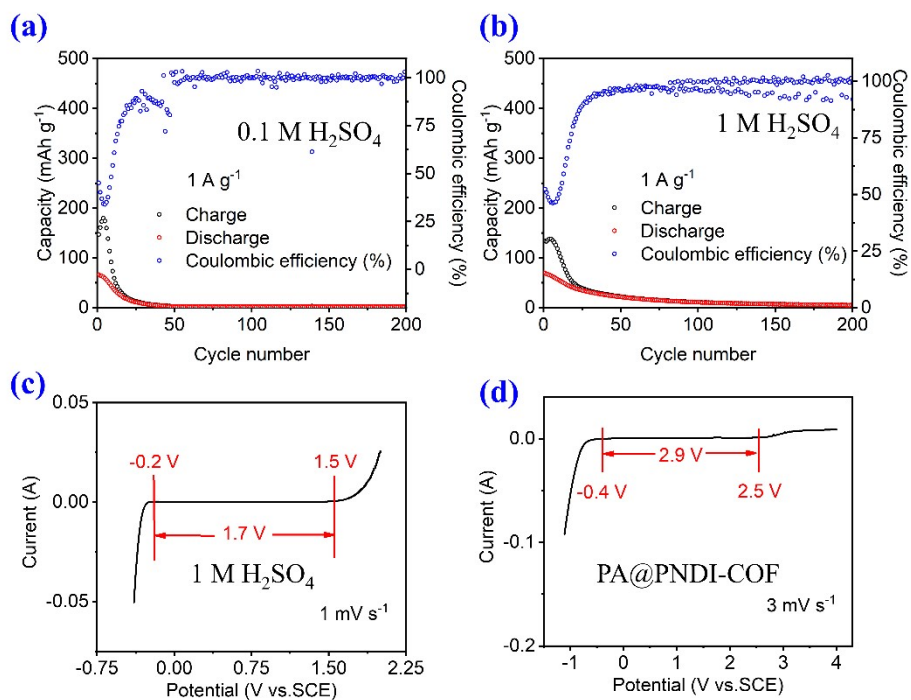 (a)
500
400
300
200
100
0
Capacity (mAh g⁻¹)
0.1 M H₂SO₄
1 A g⁻¹
Charge
Discharge
Coulombic efficiency (%)
100
75
50
25
0
Coulombic efficiency (%)
0 50 100 150 200
Cycle number
(b)
500
400
300
200
100
0
Capacity (mAh g⁻¹)
1 M H₂SO₄
1 A g⁻¹
Charge
Discharge
Coulombic efficiency (%)
100
75
50
25
0
Coulombic efficiency (%)
0 50 100 150 200
Cycle number
(c)
0.05
0.00
-0.05
Current (A)
-0.2 V 1.5 V
1.7 V
1 M H₂SO₄
1 mV s⁻¹
-0.75 0.00 0.75 1.50 2.25
Potential (V vs.SCE)
(d)
0.0
-0.1
-0.2
Current (A)
2.9 V
-0.4 V 2.5 V
PA@PNDI-COF
3 mV s⁻¹
-1 0 1 2 3 4
Potential (V vs.SCE)